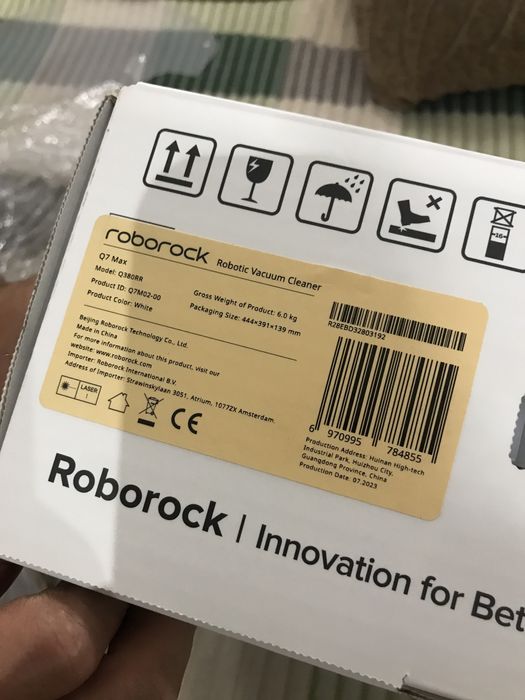 -16-
roborock Robotic Vacuum Cleaner
Q7 Max
Model: Q380RR
Product ID: Q7M02-00
Product Color: White
Gross Weight of Product: 6.0 kg
Packaging Size: 444×391×139 mm
Beijing Roborock Technology Co., Ltd.
Made in China
For more information about this product, visit our
website: www.roborock.com
Importer: Roborock International B.V.
Address of Importer: Strawinskylaan 3051, Atrium, 1077ZX Amsterdam.
LASER
1
CE
R2BEBD32803192
6 970995 784855
Production Address: Huinan High-tech
Industrial Park, Huizhou City,
Guangdong Province, China
Production Date: 07.2023
Roborock | Innovation for Bet